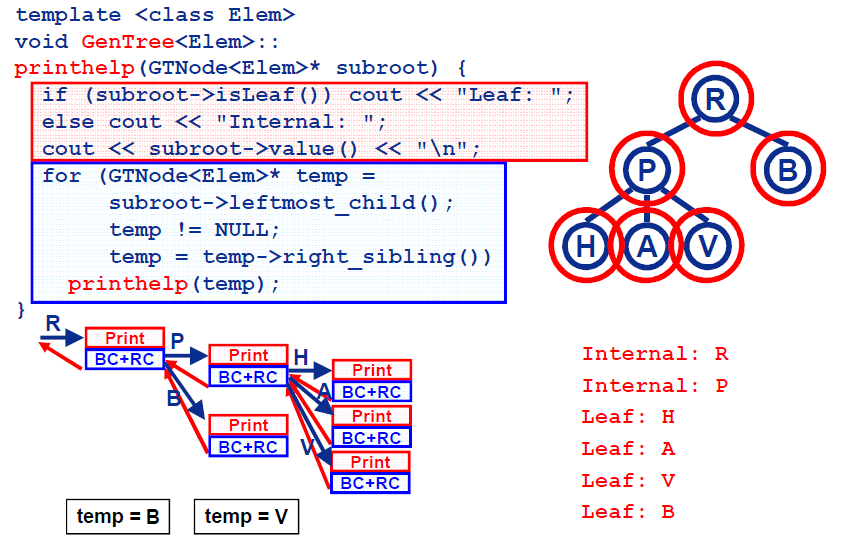 template <class Elem>
void GenTree<Elem>::
printhelp(GTNode<Elem>* subroot) {
if (subroot->isLeaf()) cout << "Leaf: ";
else cout << "Internal: ";
cout << subroot->value() << "\n";
for (GTNode<Elem>* temp =
subroot->leftmost_child();
temp != NULL;
temp = temp->right_sibling())
printhelp(temp);
}
R
P
B
H
A
V
R
Print
BC+RC
P
Print
BC+RC
H
Print
BC+RC
A
Print
BC+RC
V
Print
BC+RC
B
Print
BC+RC
temp = B
temp = V
Internal: R
Internal: P
Leaf: H
Leaf: A
Leaf: V
Leaf: B